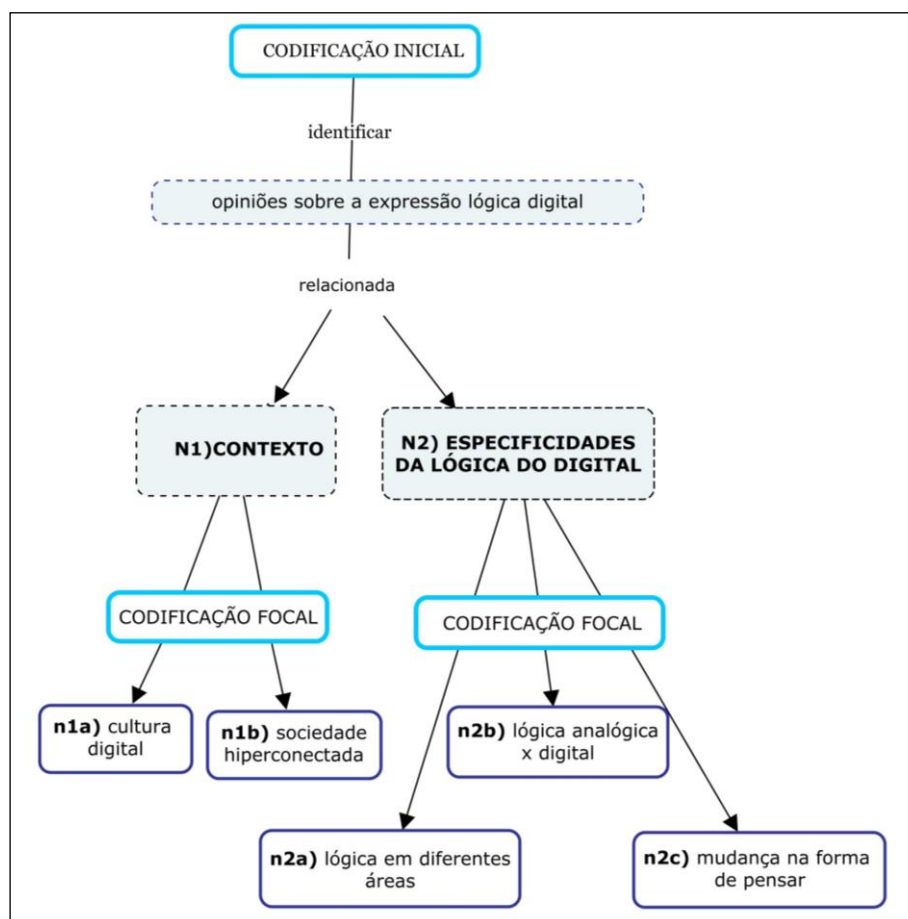 CODIFICAÇÃO INICIAL
identificar
opiniões sobre a expressão lógica digital
relacionada
N1)CONTEXTO
N2) ESPECIFICIDADES
DA LÓGICA DO DIGITAL
CODIFICAÇÃO FOCAL
CODIFICAÇÃO FOCAL
n1a) cultura
digital
n1b) sociedade
hiperconectada
n2b) lógica analógica
x digital
n2a) lógica em diferentes
áreas
n2c) mudança na forma
de pensar